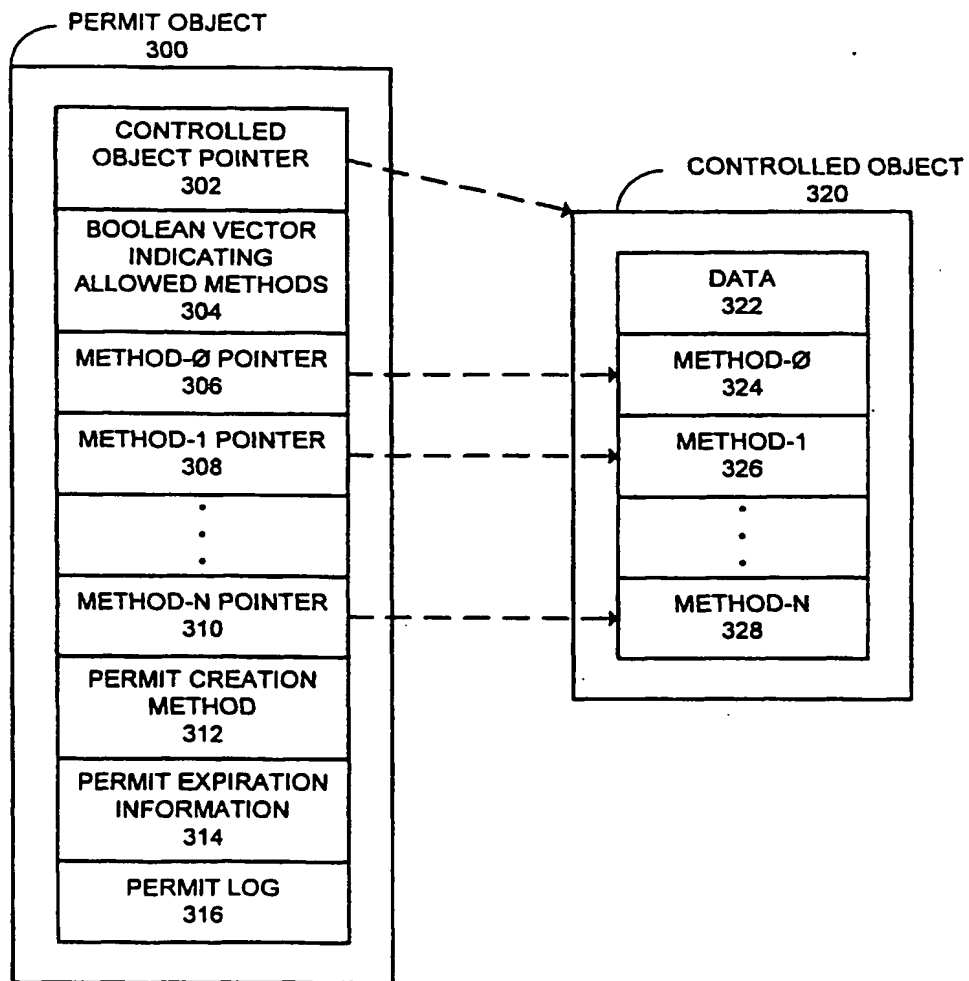 PERMIT OBJECT
300
CONTROLLED
OBJECT POINTER
302
BOOLEAN VECTOR
INDICATING
ALLOWED METHODS
304
METHOD-Ø POINTER
306
METHOD-1 POINTER
308
METHOD-N POINTER
310
PERMIT CREATION
METHOD
312
PERMIT EXPIRATION
INFORMATION
314
PERMIT LOG
316
CONTROLLED OBJECT
320
DATA
322
METHOD-Ø
324
METHOD-1
326
METHOD-N
328